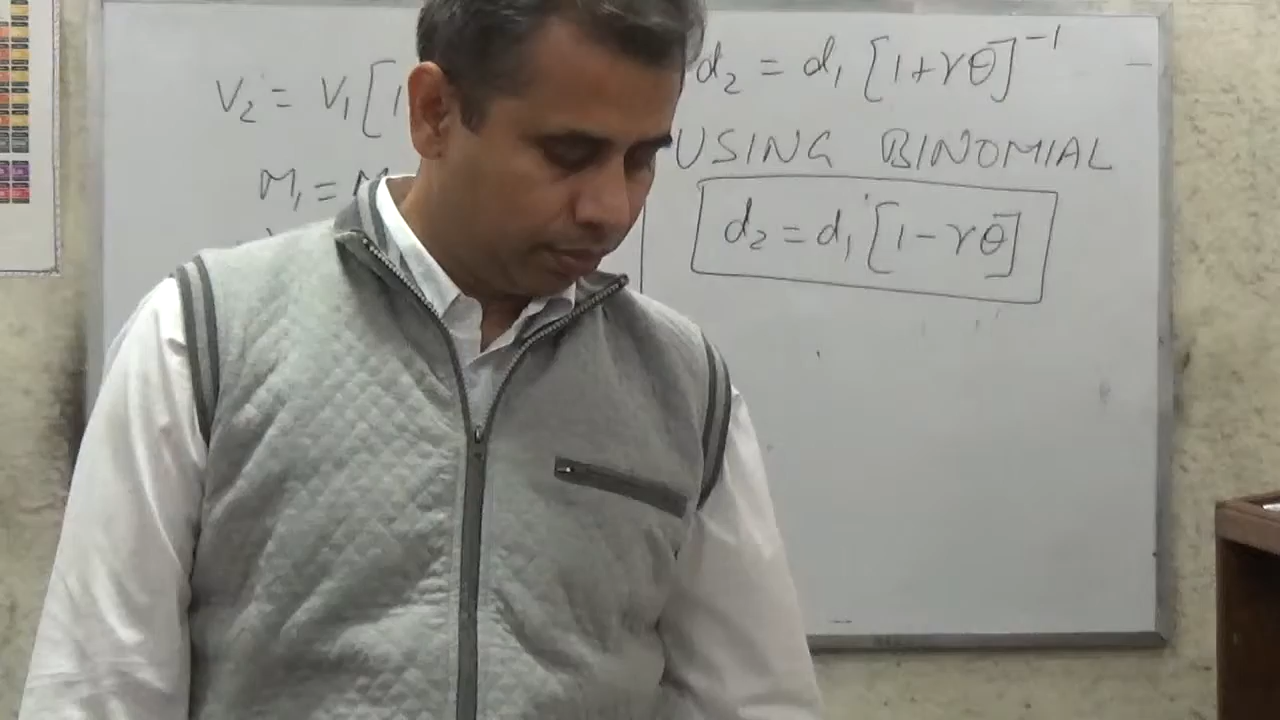 V₂ = V₁[1
M₁ = M
d₂ = d₁[1+γθ]⁻¹
USING BINOMIAL
d₂ = d₁[1-γθ]